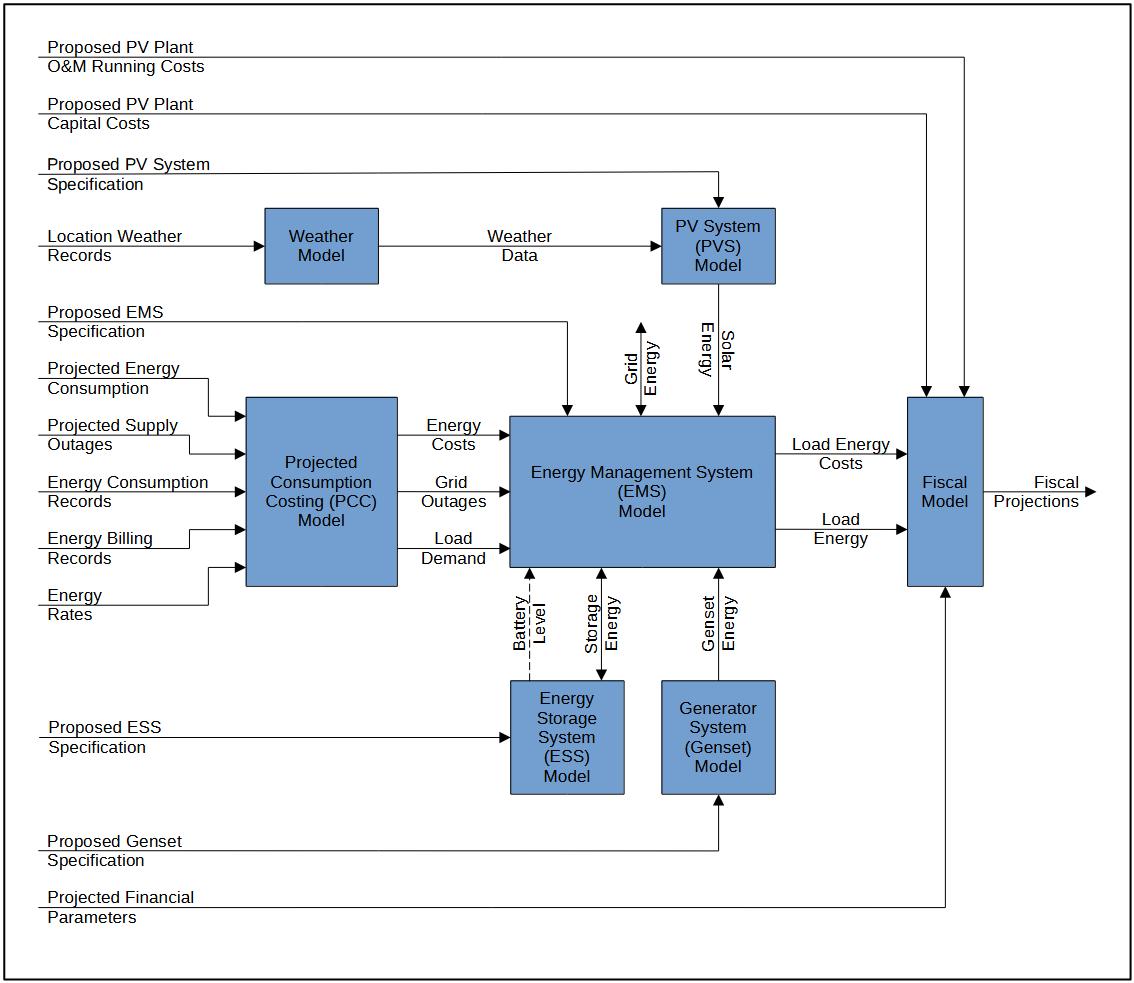 Proposed PV Plant
O&M Running Costs
Proposed PV Plant
Capital Costs
Proposed PV System
Specification
Location Weather
Records
Weather
Model
Weather
Data
PV System
(PVS)
Model
Proposed EMS
Specification
Grid
Energy
Solar
Energy
Projected Energy
Consumption
Projected Supply
Outages
Energy Consumption
Records
Energy Billing
Records
Energy
Rates
Projected
Consumption
Costing (PCC)
Model
Energy
Costs
Grid
Outages
Load
Demand
Energy Management System
(EMS)
Model
Load Energy
Costs
Load
Energy
Fiscal
Model
Fiscal
Projections
Battery
Level
Storage
Energy
Genset
Energy
Proposed ESS
Specification
Energy
Storage
System
(ESS)
Model
Generator
System
(Genset)
Model
Proposed Genset
Specification
Projected Financial
Parameters